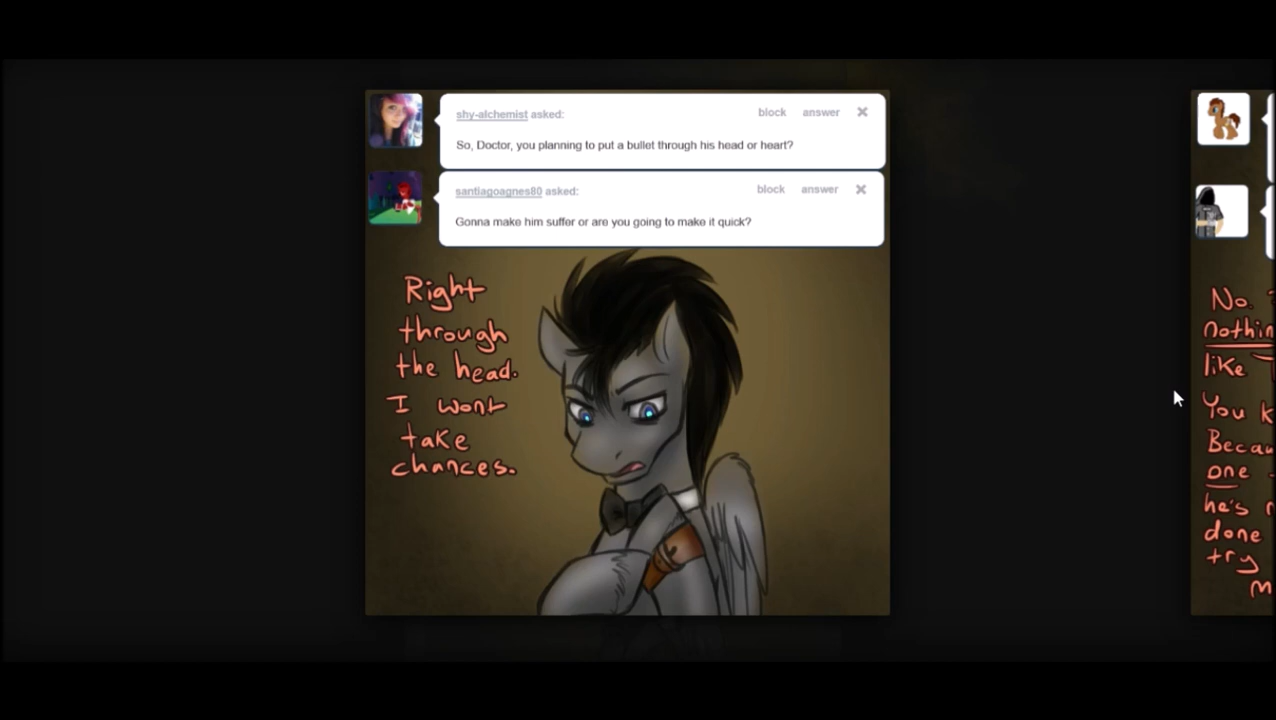 shy-alchemist asked:
block answer
So, Doctor, you planning to put a bullet through his head or heart?
santiagoagnes80 asked:
block answer
Gonna make him suffer or are you going to make it quick?
Right
through
the head.
I wont
take
chances.
No.
like
You
one
he's
done
try